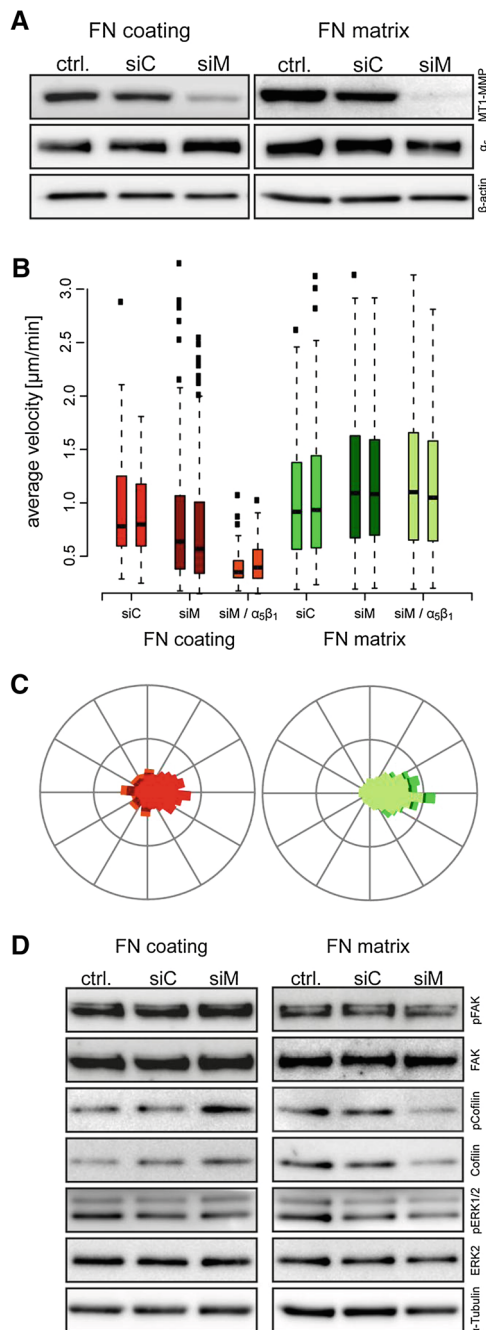 A
FN coating FN matrix
ctrl. siC siM ctrl. siC siM
MT1-MMP
β-actin
B
average velocity [µm/min]
3.0
2.5
2.0
1.5
1.0
0.5
siC siM siM / α5β1 siC siM siM / α5β1
FN coating FN matrix
C
D
FN coating FN matrix
ctrl. siC siM ctrl. siC siM
pFAK
FAK
pCofilin
Cofilin
pERK1/2
ERK2
-Tubulin